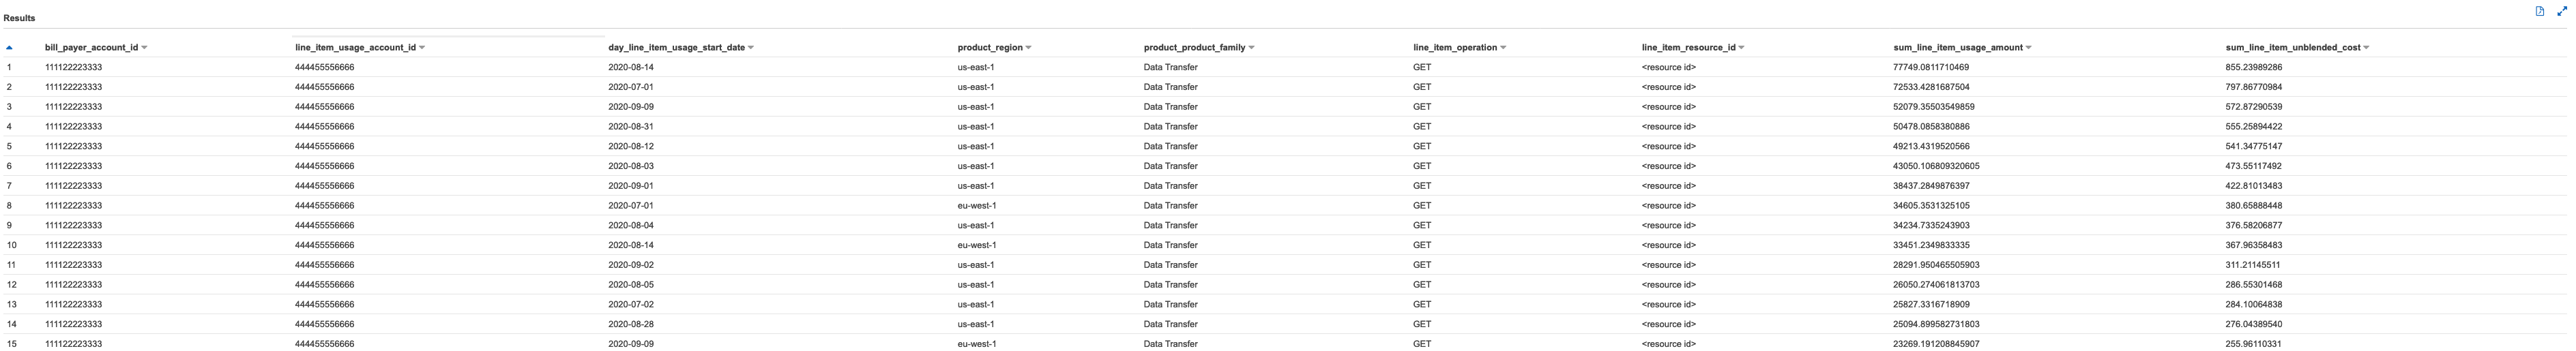 Results
bill_payer_account_id line_item_usage_account_id day_line_item_usage_start_date product_region product_product_family line_item_operation line_item_resource_id sum_line_item_usage_amount sum_line_item_unblended_cost
1 111122223333 444455556666 2020-08-14 us-east-1 Data Transfer GET <resource id> 77749.0811710469 855.23989286
2 111122223333 444455556666 2020-07-01 us-east-1 Data Transfer GET <resource id> 72533.4281687504 797.86770984
3 111122223333 444455556666 2020-09-09 us-east-1 Data Transfer GET <resource id> 52079.35503549859 572.87290539
4 111122223333 444455556666 2020-08-31 us-east-1 Data Transfer GET <resource id> 50478.0858380886 555.25894422
5 111122223333 444455556666 2020-08-12 us-east-1 Data Transfer GET <resource id> 49213.4319520566 541.34775147
6 111122223333 444455556666 2020-08-03 us-east-1 Data Transfer GET <resource id> 43050.106809320605 473.55117492
7 111122223333 444455556666 2020-09-01 us-east-1 Data Transfer GET <resource id> 38437.2849876397 422.81013483
8 111122223333 444455556666 2020-07-01 eu-west-1 Data Transfer GET <resource id> 34605.3531325105 380.65888448
9 111122223333 444455556666 2020-08-04 us-east-1 Data Transfer GET <resource id> 34234.7335243903 376.58206877
10 111122223333 444455556666 2020-08-14 eu-west-1 Data Transfer GET <resource id> 33451.2349833335 367.96358483
11 111122223333 444455556666 2020-09-02 us-east-1 Data Transfer GET <resource id> 28291.950465505903 311.21145511
12 111122223333 444455556666 2020-08-05 us-east-1 Data Transfer GET <resource id> 26050.274061813703 286.55301468
13 111122223333 444455556666 2020-07-02 us-east-1 Data Transfer GET <resource id> 25827.3316718909 284.10064838
14 111122223333 444455556666 2020-08-28 us-east-1 Data Transfer GET <resource id> 25094.899582731803 276.04389540
15 111122223333 444455556666 2020-09-09 eu-west-1 Data Transfer GET <resource id> 23269.191208845907 255.96110331